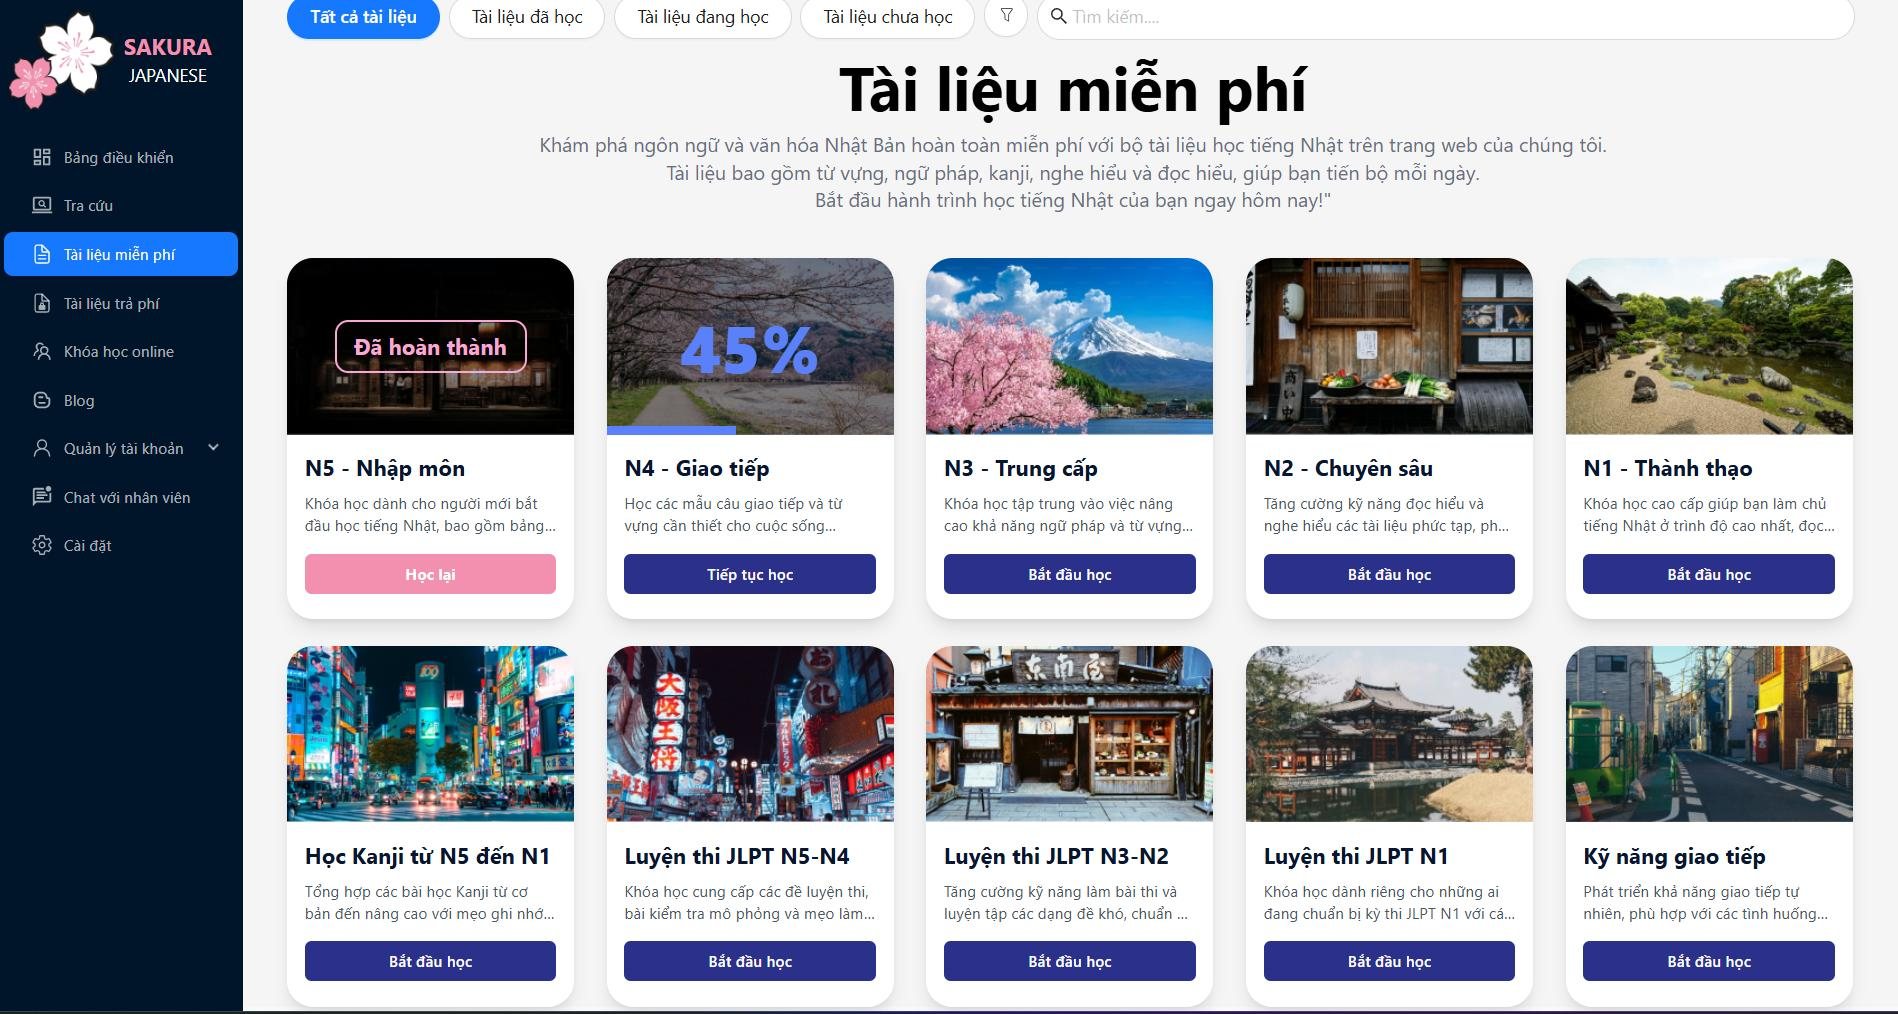 SAKURA
JAPANESE
Bảng điều khiển
Tra cứu
Tài liệu miễn phí
Tài liệu trả phí
Khóa học online
Blog
Quản lý tài khoản
Chat với nhân viên
Cài đặt
Tất cả tài liệu
Tài liệu đã học
Tài liệu đang học
Tài liệu chưa học
Tìm kiếm....
Tài liệu miễn phí
Khám phá ngôn ngữ và văn hóa Nhật Bản hoàn toàn miễn phí với bộ tài liệu học tiếng Nhật trên trang web của chúng tôi.
Tài liệu bao gồm từ vựng, ngữ pháp, kanji, nghe hiểu và đọc hiểu, giúp bạn tiến bộ mỗi ngày.
Bắt đầu hành trình học tiếng Nhật của bạn ngay hôm nay!"
Đã hoàn thành
N5 - Nhập môn
Khóa học dành cho người mới bắt
đầu học tiếng Nhật, bao gồm bảng...
Học lại
45%
N4 - Giao tiếp
Học các mẫu câu giao tiếp và từ
vựng cần thiết cho cuộc sống...
Tiếp tục học
N3 - Trung cấp
Khóa học tập trung vào việc nâng
cao khả năng ngữ pháp và từ vựng...
Bắt đầu học
N2 - Chuyên sâu
Tăng cường kỹ năng đọc hiểu và
nghe hiểu các tài liệu phức tạp, ph...
Bắt đầu học
N1 - Thành thạo
Khóa học cao cấp giúp bạn làm chủ
tiếng Nhật ở trình độ cao nhất, đọc...
Bắt đầu học
Học Kanji từ N5 đến N1
Tổng hợp các bài học Kanji từ cơ
bản đến nâng cao với mẹo ghi nhớ...
Bắt đầu học
大阪王将
Luyện thi JLPT N5-N4
Khóa học cung cấp các đề luyện thi,
bài kiểm tra mô phỏng và mẹo làm...
Bắt đầu học
Luyện thi JLPT N3-N2
Tăng cường kỹ năng làm bài thi và
luyện tập các dạng đề khó, chuẩn ...
Bắt đầu học
Luyện thi JLPT N1
Khóa học dành riêng cho những ai
đang chuẩn bị kỳ thi JLPT N1 với cá...
Bắt đầu học
Kỹ năng giao tiếp
Phát triển khả năng giao tiếp tự
nhiên, phù hợp với các tình huống...
Bắt đầu học